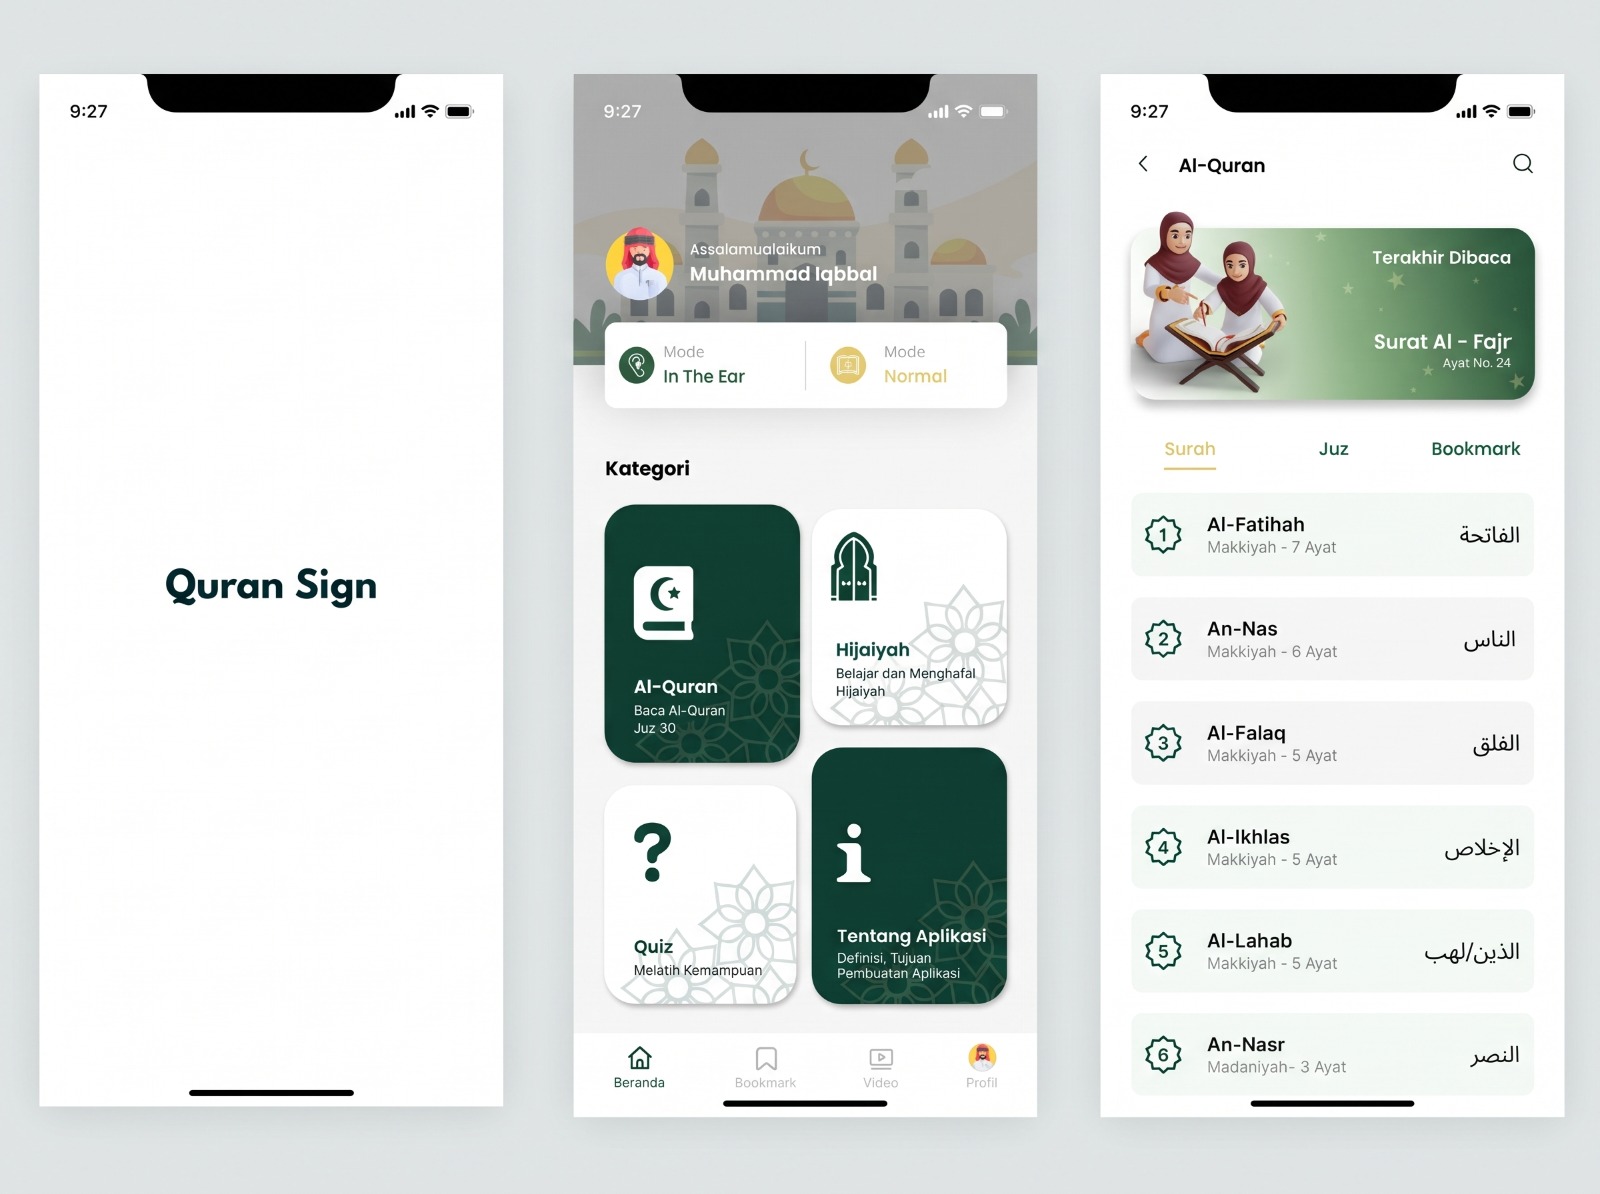 9:27
Quran Sign
9:27
Assalamualaikum
Muhammad Iqbbal
Mode
In The Ear
Mode
Normal
Kategori
Al-Quran
Baca Al-Quran
Juz 30
Hijaiyah
Belajar dan Menghafal
Hijaiyah
Quiz
Melatih Kemampuan
Tentang Aplikasi
Definisi, Tujuan
Pembuatan Aplikasi
Beranda
Bookmark
Video
Profil
9:27
Al-Quran
Terakhir Dibaca
Surat Al - Fajr
Ayat No. 24
Surah
Juz
Bookmark
1
Al-Fatihah
Makkiyah - 7 Ayat
الفاتحة
2
An-Nas
Makkiyah - 6 Ayat
الناس
3
Al-Falaq
Makkiyah - 5 Ayat
الفلق
4
Al-Ikhlas
Makkiyah - 5 Ayat
الإخلاص
5
Al-Lahab
Makkiyah - 5 Ayat
الذين/لهب
6
An-Nasr
Madaniyah- 3 Ayat
النصر